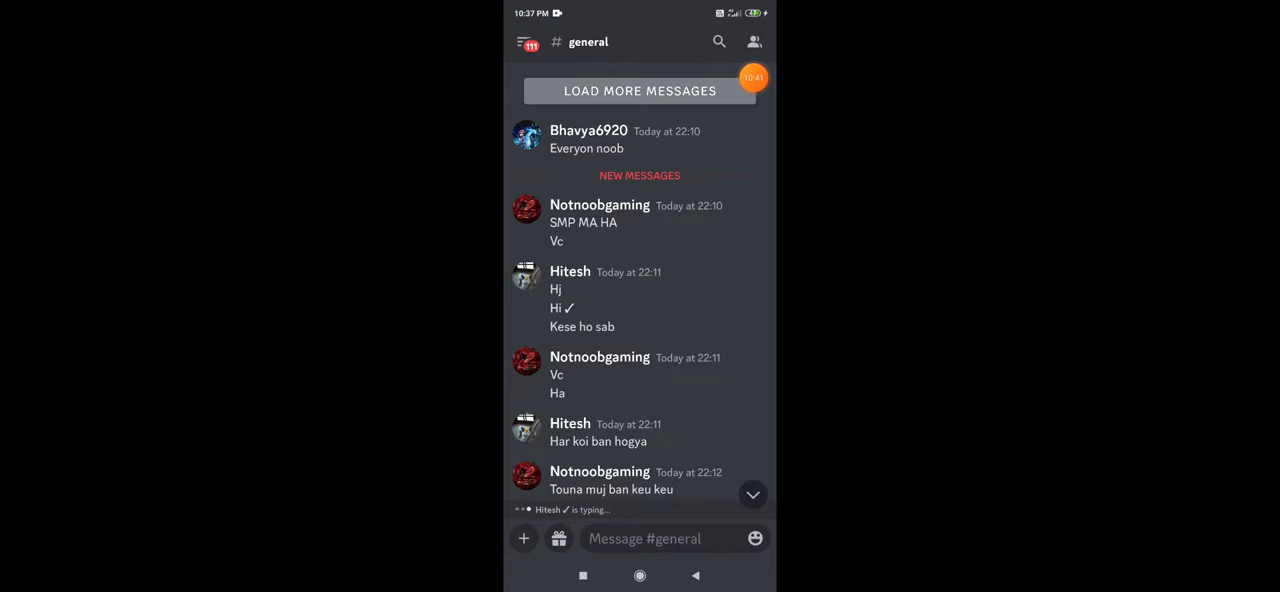 10:37 PM
47
111
# general
10:41
LOAD MORE MESSAGES
Bhavya6920 Today at 22:10
Everyon noob
NEW MESSAGES
Notnoobgaming Today at 22:10
SMP MA HA
Vc
Hitesh Today at 22:11
Hj
Hi ✓
Kese ho sab
Notnoobgaming Today at 22:11
Vc
Ha
Hitesh Today at 22:11
Har koi ban hogya
Notnoobgaming Today at 22:12
Touna muj ban keu keu
Hitesh ✓ is typing...
Message #general